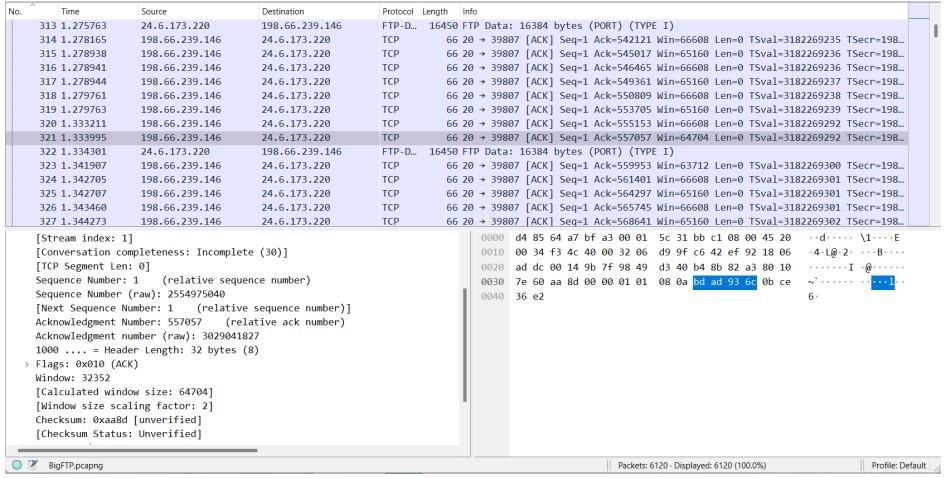 No. Time Source Destination Protocol Length Info
313 1.275763 24.6.173.220 198.66.239.146 FTP-D… 16450 FTP Data: 16384 bytes (PORT) (TYPE I)
314 1.278165 198.66.239.146 24.6.173.220 TCP 66 20 → 39807 [ACK] Seq=1 Ack=542121 Win=66608 Len=0 TSval=3182269235 TSecr=198…
315 1.278938 198.66.239.146 24.6.173.220 TCP 66 20 → 39807 [ACK] Seq=1 Ack=545017 Win=65160 Len=0 TSval=3182269236 TSecr=198…
316 1.278941 198.66.239.146 24.6.173.220 TCP 66 20 → 39807 [ACK] Seq=1 Ack=546465 Win=66608 Len=0 TSval=3182269236 TSecr=198…
317 1.278944 198.66.239.146 24.6.173.220 TCP 66 20 → 39807 [ACK] Seq=1 Ack=549361 Win=65160 Len=0 TSval=3182269237 TSecr=198…
318 1.279761 198.66.239.146 24.6.173.220 TCP 66 20 → 39807 [ACK] Seq=1 Ack=550809 Win=66608 Len=0 TSval=3182269238 TSecr=198…
319 1.279763 198.66.239.146 24.6.173.220 TCP 66 20 → 39807 [ACK] Seq=1 Ack=553705 Win=65160 Len=0 TSval=3182269239 TSecr=198…
320 1.333211 198.66.239.146 24.6.173.220 TCP 66 20 → 39807 [ACK] Seq=1 Ack=555153 Win=66608 Len=0 TSval=3182269292 TSecr=198…
321 1.333995 198.66.239.146 24.6.173.220 TCP 66 20 → 39807 [ACK] Seq=1 Ack=557057 Win=64704 Len=0 TSval=3182269292 TSecr=198…
322 1.334301 24.6.173.220 198.66.239.146 FTP-D… 16450 FTP Data: 16384 bytes (PORT) (TYPE I)
323 1.341907 198.66.239.146 24.6.173.220 TCP 66 20 → 39807 [ACK] Seq=1 Ack=559953 Win=63712 Len=0 TSval=3182269300 TSecr=198…
324 1.342705 198.66.239.146 24.6.173.220 TCP 66 20 → 39807 [ACK] Seq=1 Ack=561401 Win=66608 Len=0 TSval=3182269301 TSecr=198…
325 1.342707 198.66.239.146 24.6.173.220 TCP 66 20 → 39807 [ACK] Seq=1 Ack=564297 Win=65160 Len=0 TSval=3182269301 TSecr=198…
326 1.343460 198.66.239.146 24.6.173.220 TCP 66 20 → 39807 [ACK] Seq=1 Ack=565745 Win=66608 Len=0 TSval=3182269301 TSecr=198…
327 1.344273 198.66.239.146 24.6.173.220 TCP 66 20 → 39807 [ACK] Seq=1 Ack=568641 Win=65160 Len=0 TSval=3182269302 TSecr=198…
[Stream index: 1]
[Conversation completeness: Incomplete (30)]
[TCP Segment Len: 0]
Sequence Number: 1 (relative sequence number)
Sequence Number (raw): 2554975040
[Next Sequence Number: 1 (relative sequence number)]
Acknowledgment Number: 557057 (relative ack number)
Acknowledgment number (raw): 3029041827
1000 .... = Header Length: 32 bytes (8)
> Flags: 0x010 (ACK)
Window: 32352
[Calculated window size: 64704]
[Window size scaling factor: 2]
Checksum: 0xaa8d [unverified]
[Checksum Status: Unverified]
0000 d4 85 64 a7 bf a3 00 01 5c 31 bb c1 08 00 45 20 ··d····· \1····E
0010 00 34 f3 4c 40 00 32 06 d9 9f c6 42 ef 92 18 06 ·4·L@·2· ···B····
0020 ad dc 00 14 9b 7f 98 49 d3 40 b4 8b 82 a3 80 10 ·······I ·@······
0030 7e 60 aa 8d 00 00 01 01 08 0a bd ad 93 6c 0b ce ~`······ ·····l··
0040 36 e2 6·
BigFTP.pcapng Packets: 6120 · Displayed: 6120 (100.0%) Profile: Default